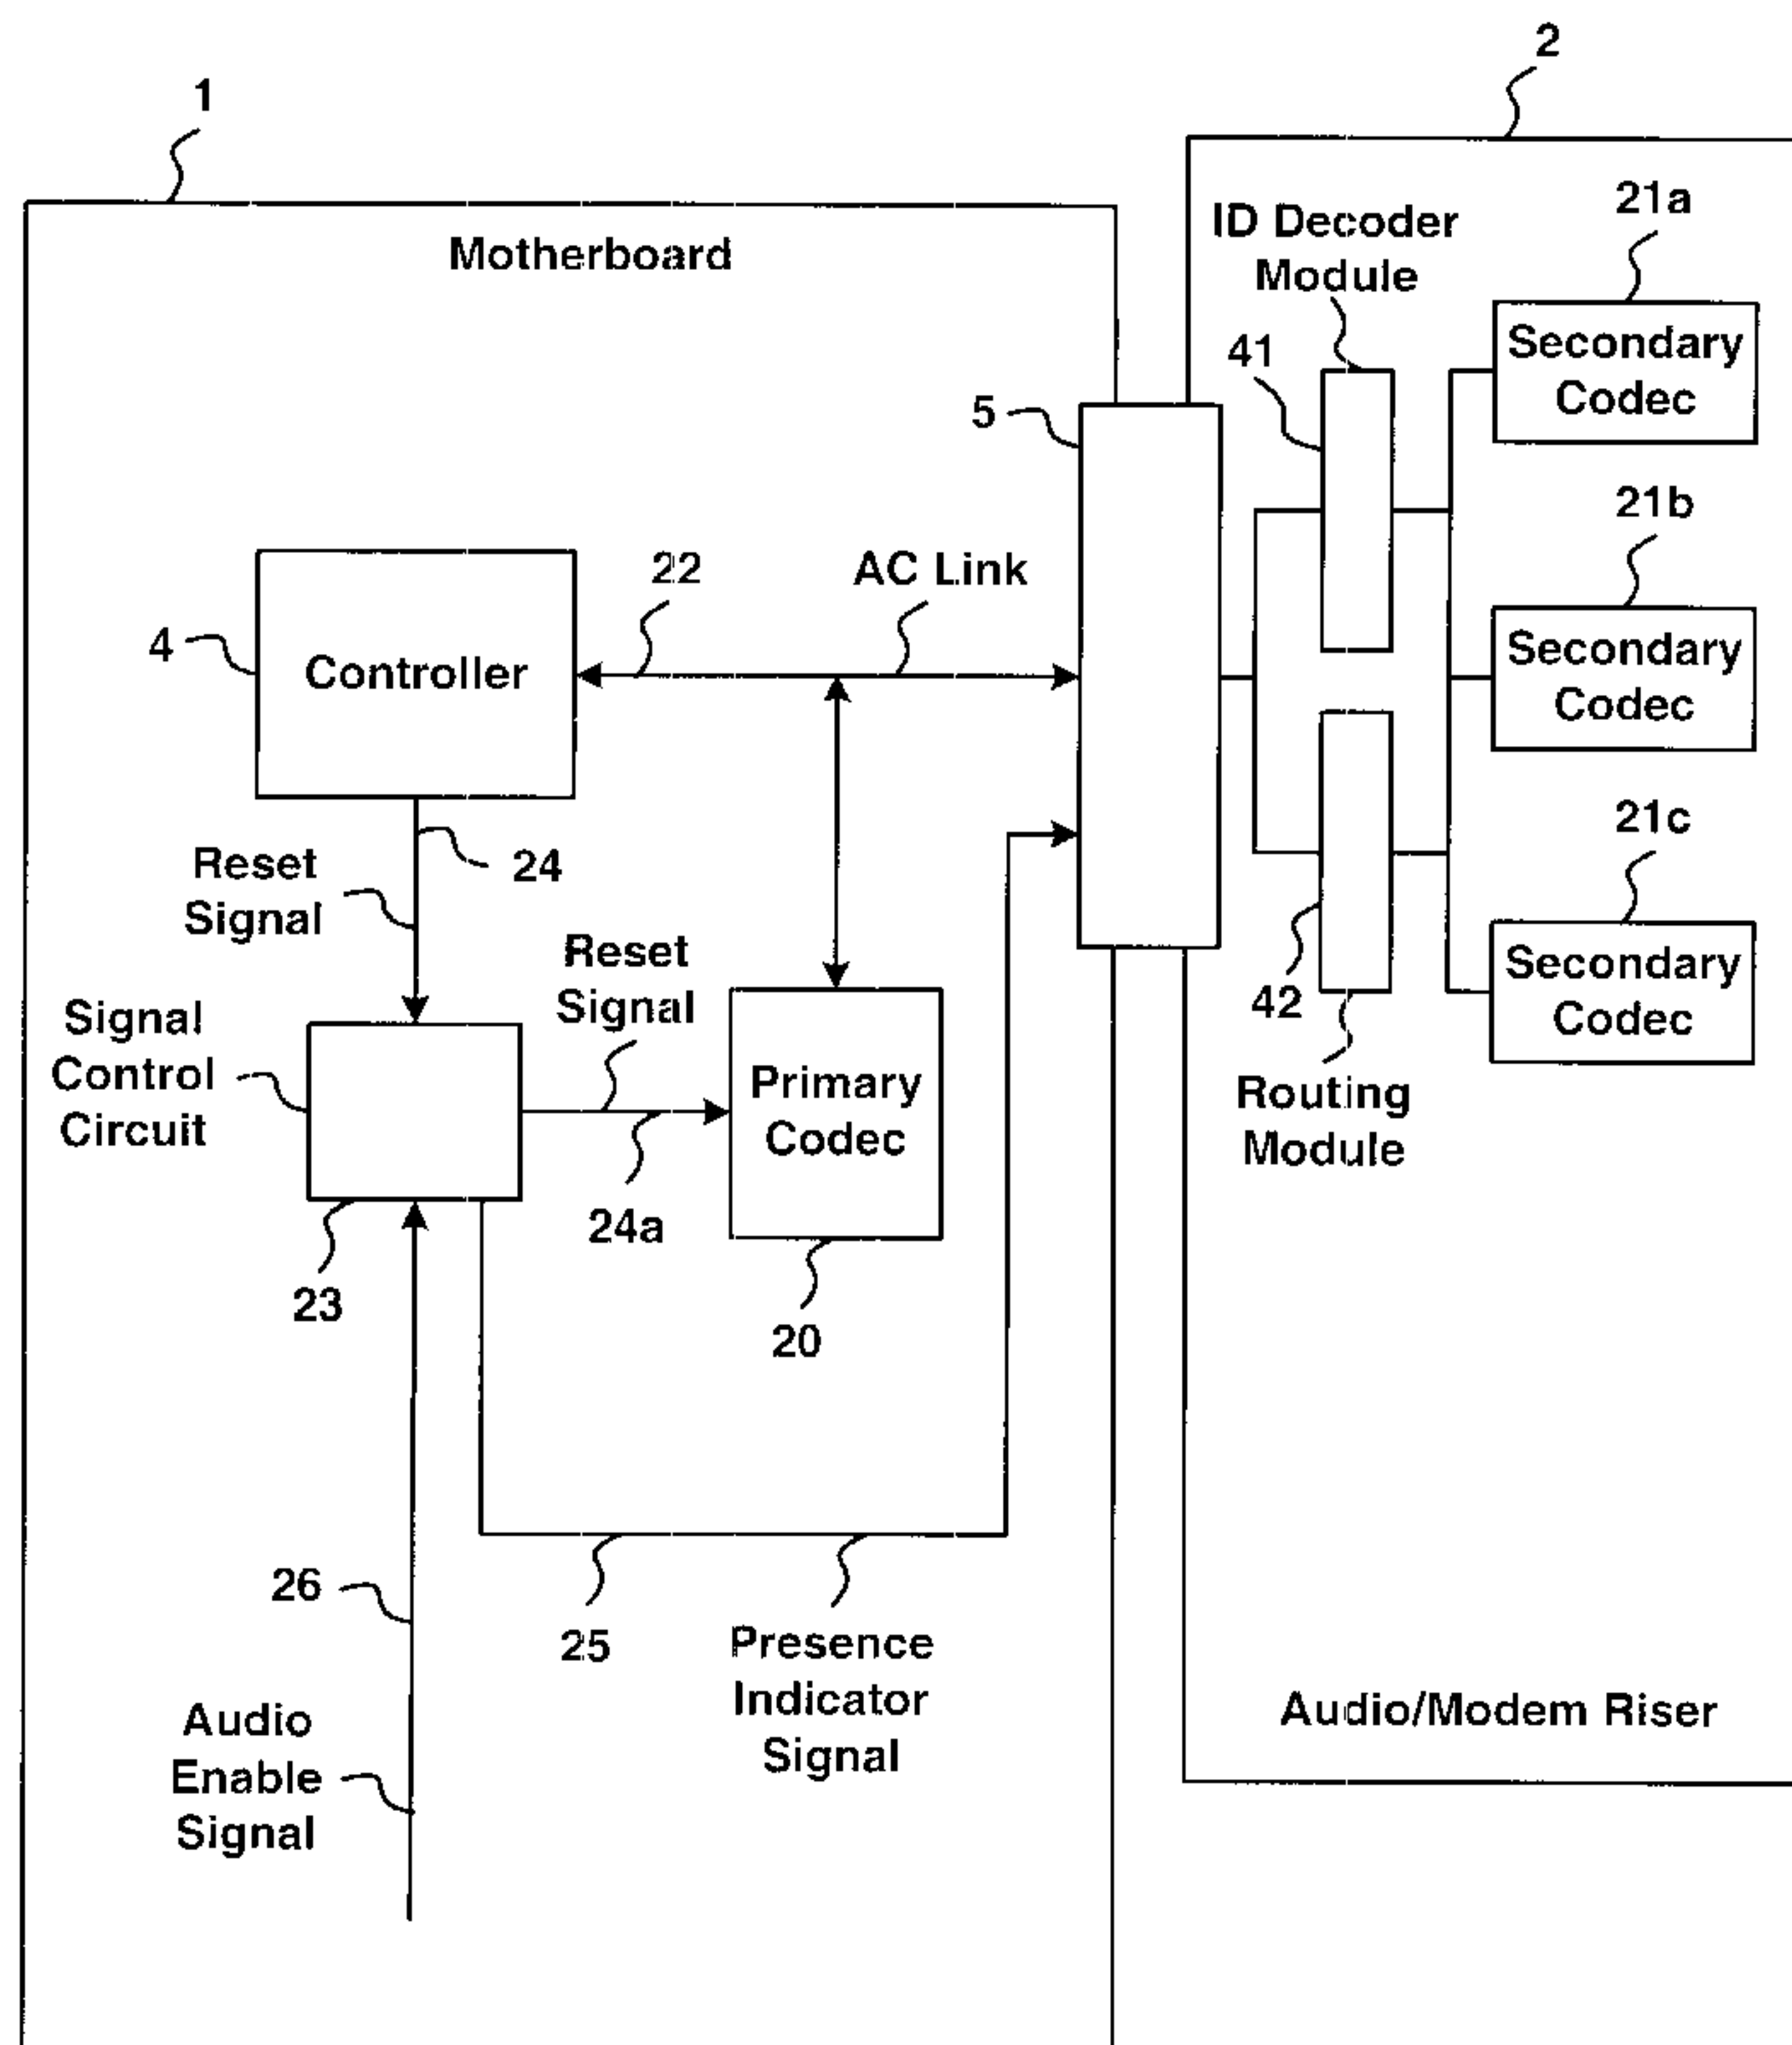 2
1
21a
ID Decoder
Module
Motherboard
41
Secondary
Codec
5
21b
22
AC Link
4
Controller
Secondary
Codec
21c
Reset
Signal
24
Reset
Signal
Secondary
Codec
42
Signal
Control
Circuit
Primary
Codec
Routing
Module
24a
23
20
26
25
Presence
Indicator
Signal
Audio
Enable
Signal
Audio/Modem Riser